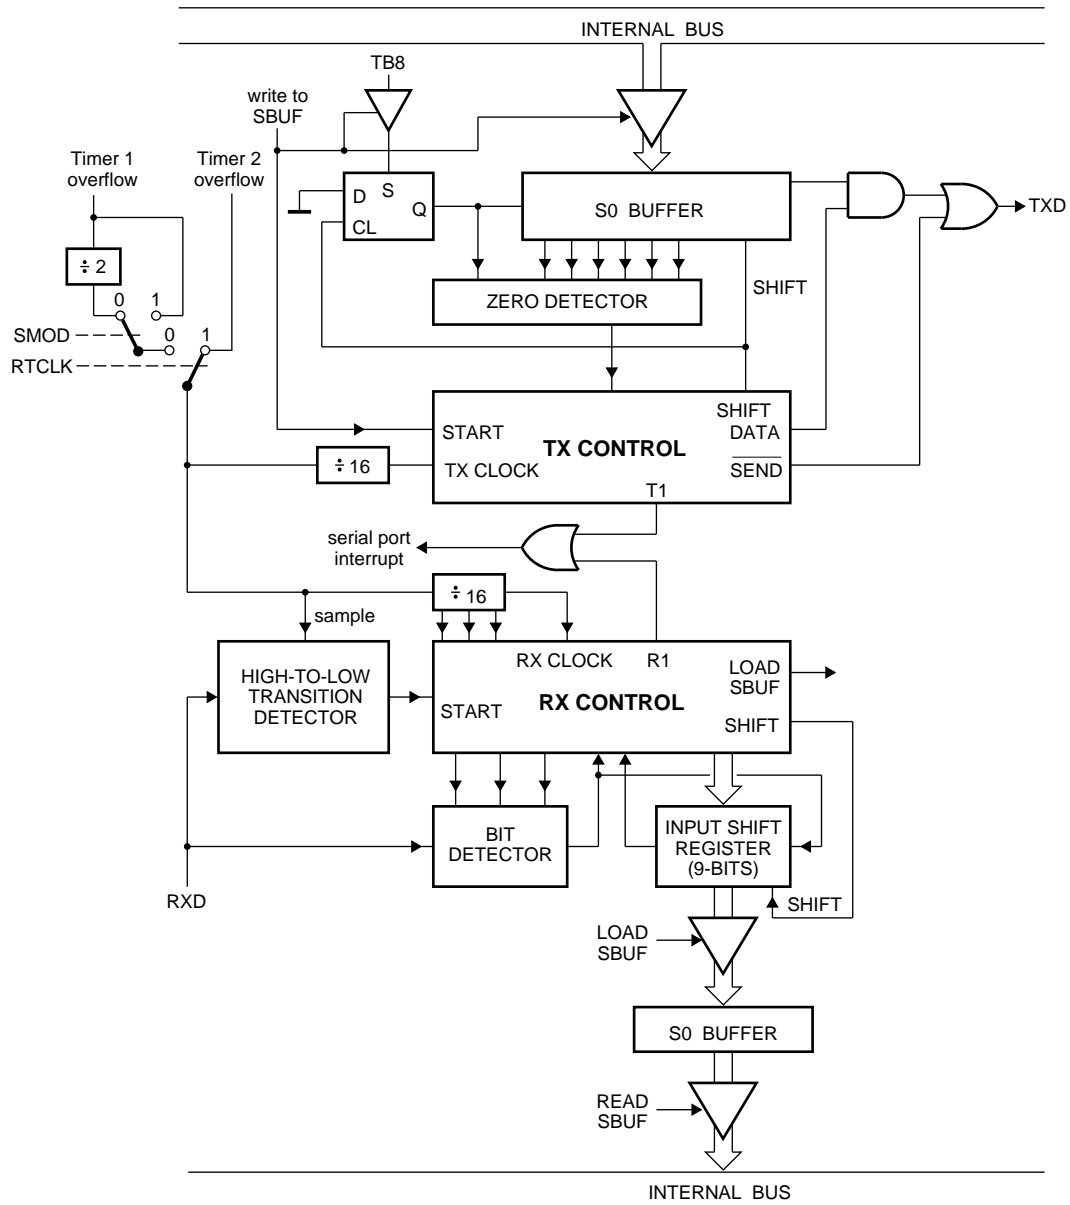 INTERNAL BUS
TB8
write to
SBUF
Timer 1
overflow
Timer 2
overflow
D
S
Q
CL
S0 BUFFER
TXD
÷ 2
0
1
SMOD
0
1
RTCLK
ZERO DETECTOR
SHIFT
START
TX CONTROL
SHIFT
DATA
÷ 16
TX CLOCK
SEND
T1
serial port
interrupt
÷ 16
sample
HIGH-TO-LOW
TRANSITION
DETECTOR
RX CLOCK
R1
LOAD
SBUF
START
RX CONTROL
SHIFT
BIT
DETECTOR
INPUT SHIFT
REGISTER
(9-BITS)
RXD
SHIFT
LOAD
SBUF
S0 BUFFER
READ
SBUF
INTERNAL BUS